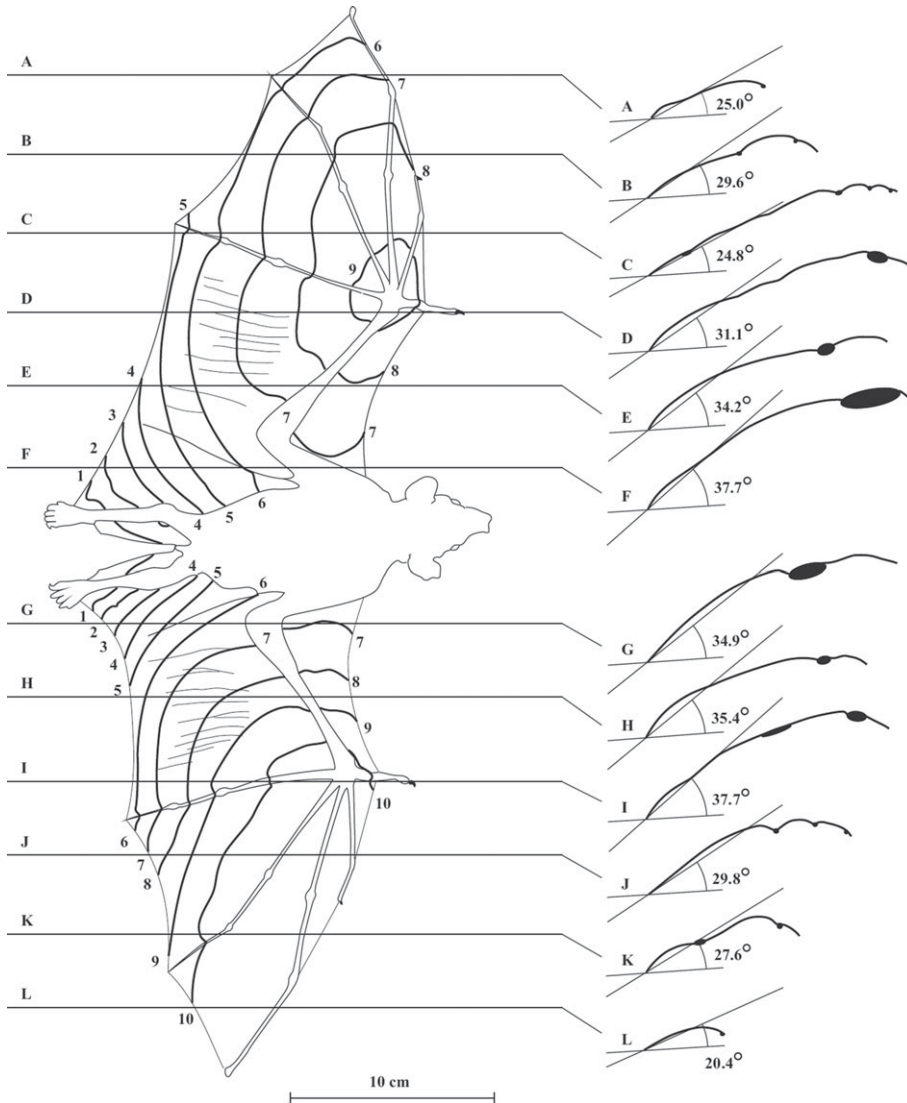 A
B
C
D
E
F
G
H
I
J
K
L
6
7
8
5
9
4
8
3
7
7
2
1
6
5
4
4
5
6
1
2
3
4
5
7
7
8
9
10
6
7
8
9
10
10 cm
A 25.0°
B 29.6°
C 24.8°
D 31.1°
E 34.2°
F 37.7°
G 34.9°
H 35.4°
I 37.7°
J 29.8°
K 27.6°
L 20.4°